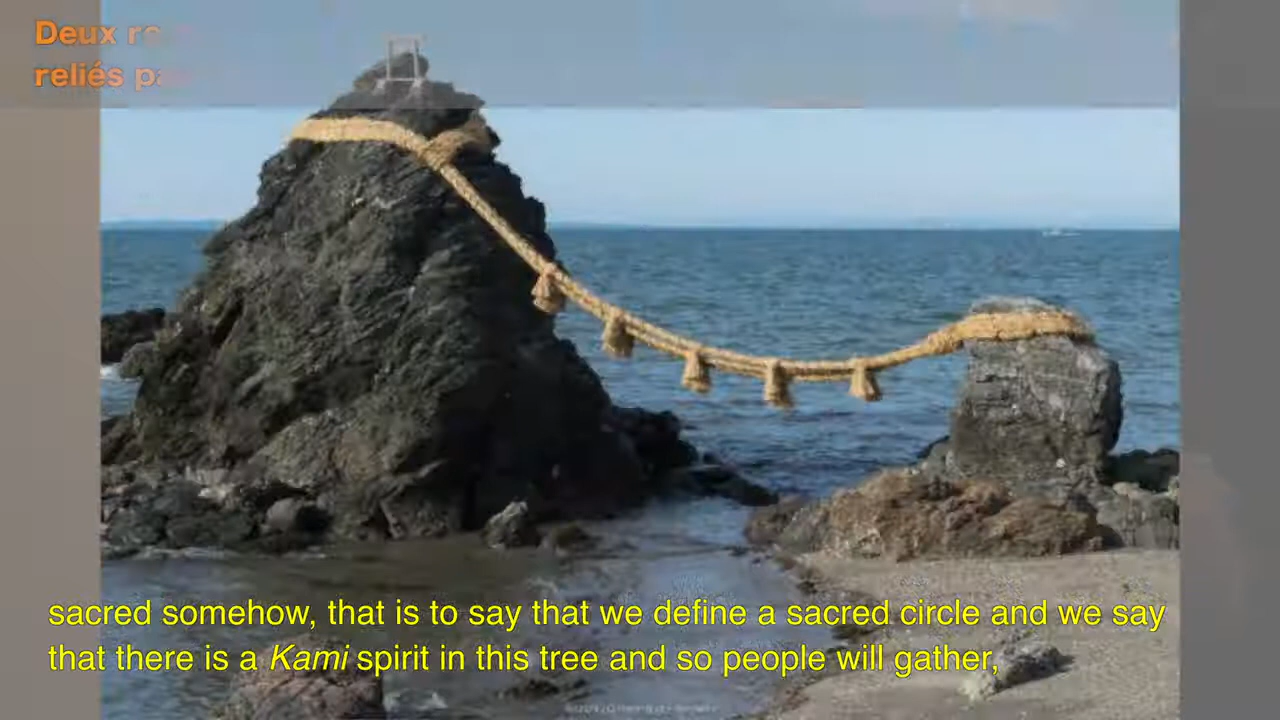 Deux
reliés
sacred somehow, that is to say that we define a sacred circle and we say
that there is a Kami spirit in this tree and so people will gather,